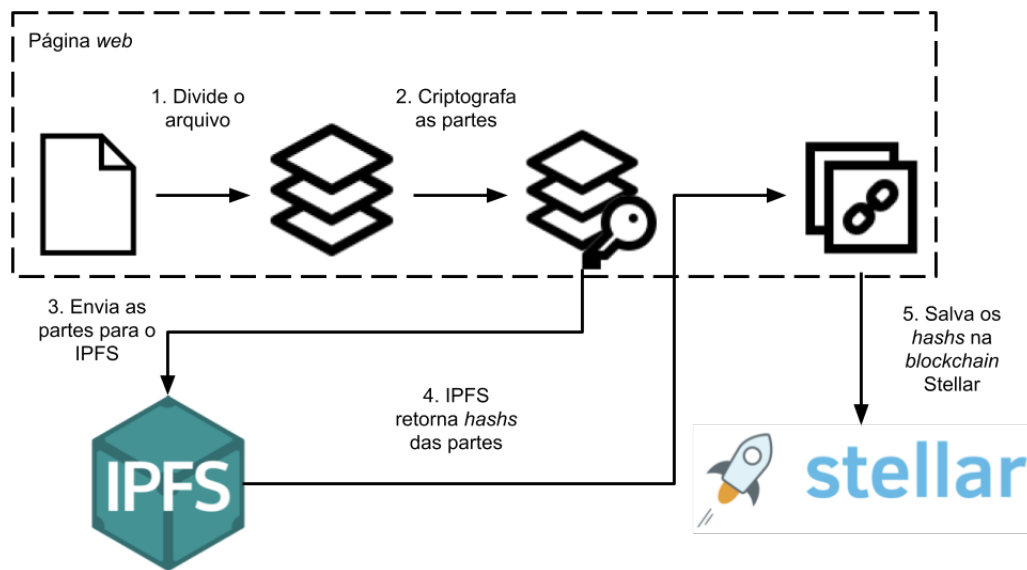 Página web
1. Divide o
arquivo
2. Criptografa
as partes
3. Envia as
partes para o
IPFS
4. IPFS
retorna hashs
das partes
5. Salva os
hashs na
blockchain
Stellar
IPFS
stellar